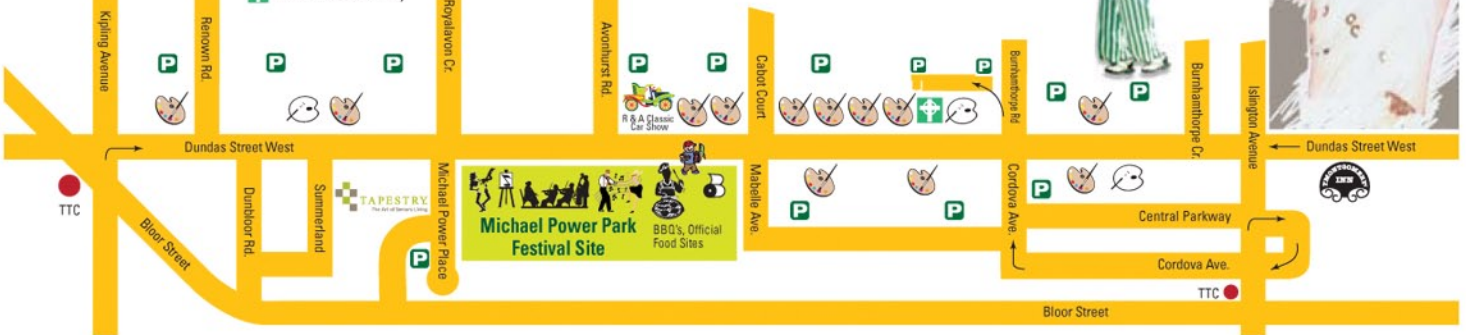 Kipling Avenue
Renown Rd.
Royalavon Cr.
Avonhurst Rd.
Cabot Court
Burnhamthorpe Rd
Burnhamthorpe Cr.
Islington Avenue
P
P
P
P
P
P
P
P
P
P
R & A Classic
Car Show
Dundas Street West
Dundas Street West
TTC
Bloor Street
Dunbloor Rd.
Summerland
TAPESTRY
The Art of Seniors Living
Michael Power Place
P
Michael Power Park
Festival Site
BBQ's, Official
Food Sites
Mabelle Ave.
P
P
Cordova Ave.
P
Central Parkway
Cordova Ave.
MONTGOMERY'S
INN
TTC
Bloor Street